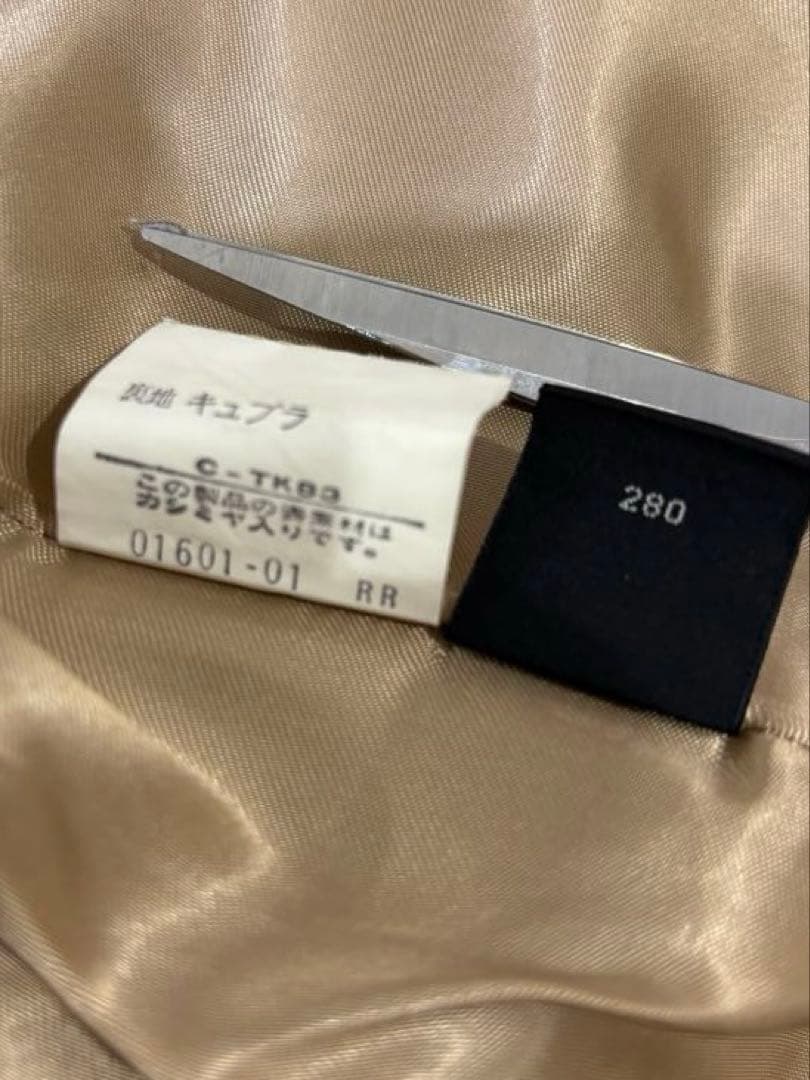 裏地 キュプラ
C-TK83
この製品の表素材は
カシミヤ入りです。
01601-01 RR
280